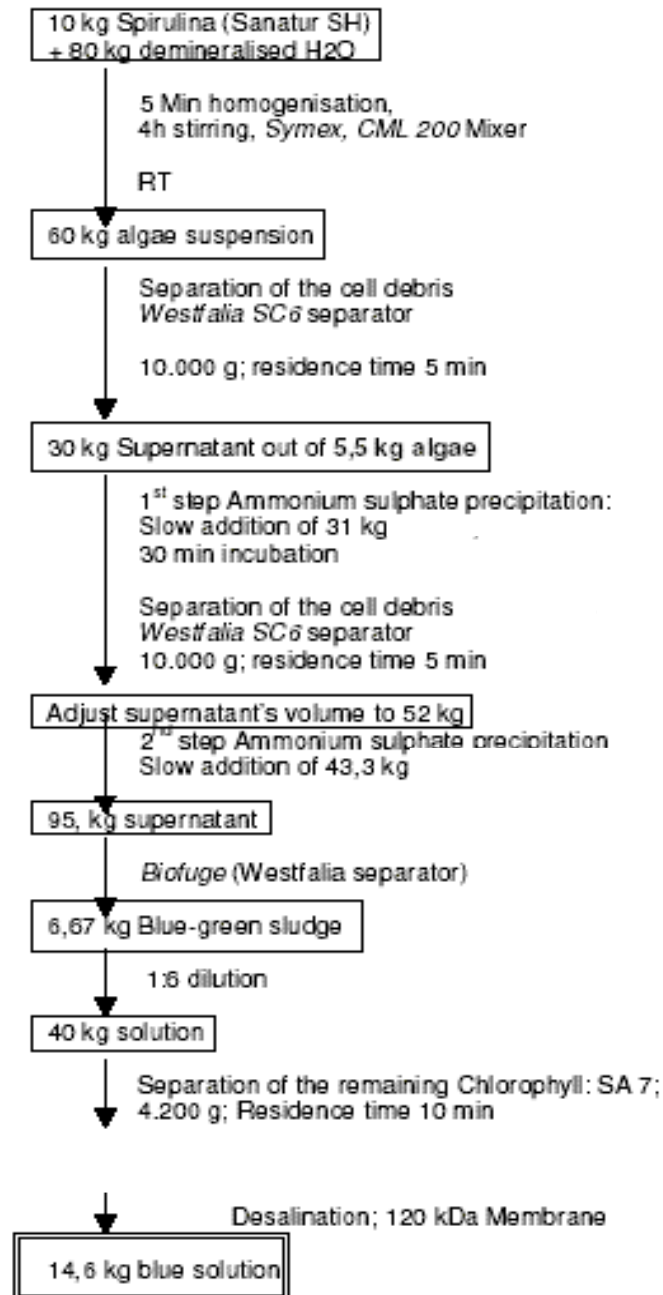 10 kg Spirulina (Sanatur SH)
+ 80 kg demineralised H2O
5 Min homogenisation,
4h stirring, Symex, CML 200 Mixer
RT
60 kg algae suspension
Separation of the cell debris
Westfalia SC6 separator
10.000 g; residence time 5 min
30 kg Supernatant out of 5,5 kg algae
1st step Ammonium sulphate precipitation:
Slow addition of 31 kg
30 min incubation
Separation of the cell debris
Westfalia SC6 separator
10.000 g; residence time 5 min
Adjust supernatant's volume to 52 kg
2nd step Ammonium sulphate precipitation
Slow addition of 43,3 kg
95, kg supernatant
Biofuge (Westfalia separator)
6,67 kg Blue-green sludge
1:6 dilution
40 kg solution
Separation of the remaining Chlorophyll: SA 7;
4.200 g; Residence time 10 min
Desalination; 120 kDa Membrane
14,6 kg blue solution